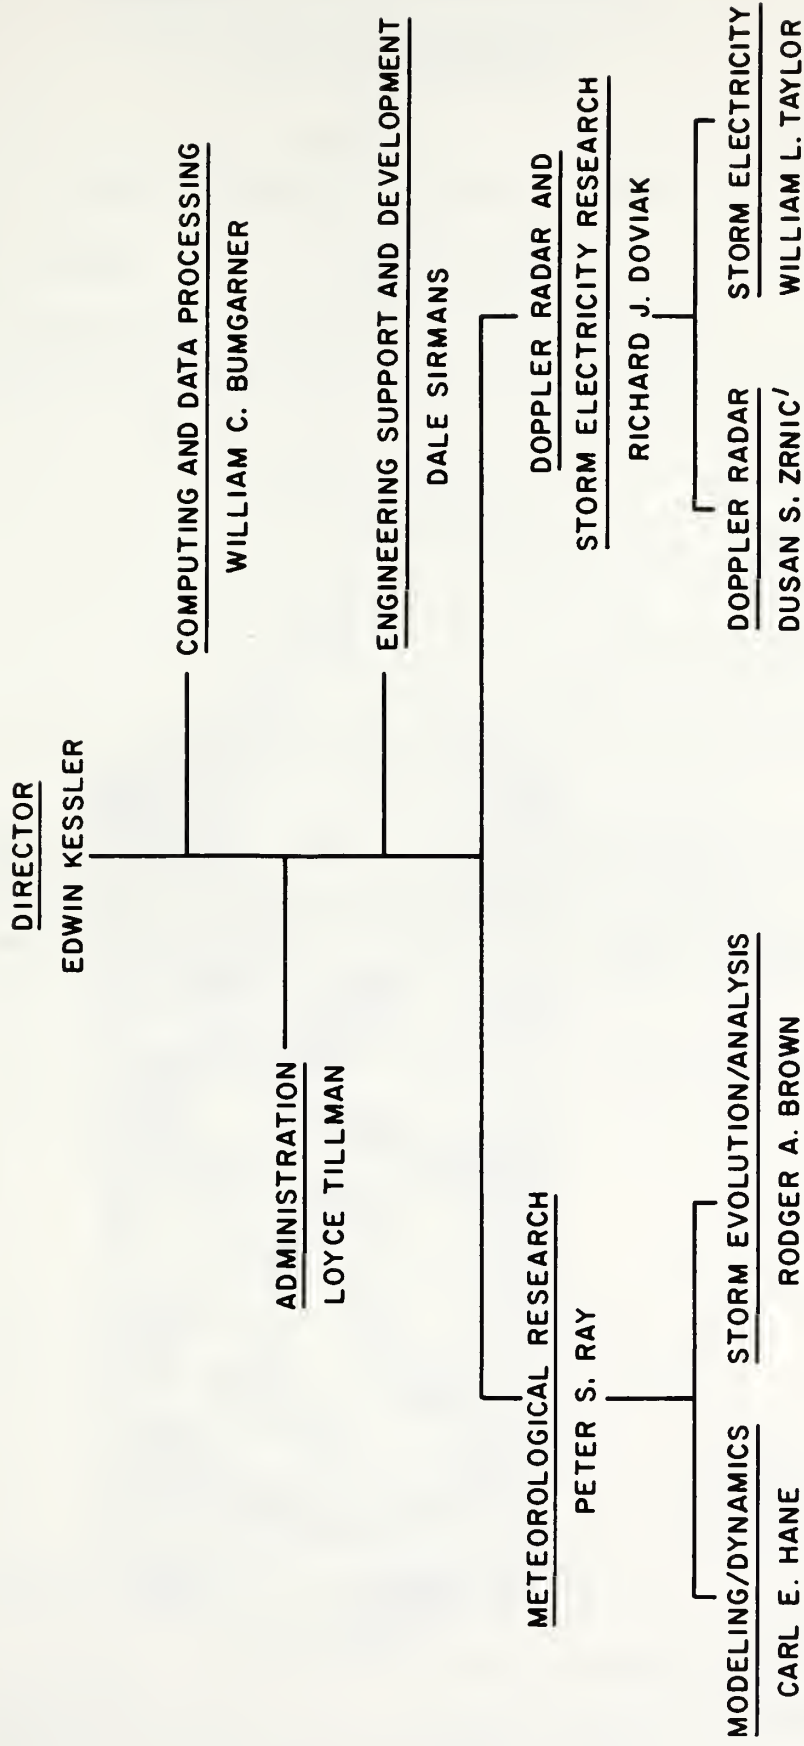 DIRECTOR
EDWIN KESSLER
COMPUTING AND DATA PROCESSING
WILLIAM C. BUMGARNER
ADMINISTRATION
LOYCE TILLMAN
ENGINEERING SUPPORT AND DEVELOPMENT
DALE SIRMANS
METEOROLOGICAL RESEARCH
PETER S. RAY
DOPPLER RADAR AND
STORM ELECTRICITY RESEARCH
RICHARD J. DOVIAK
MODELING/DYNAMICS
CARL E. HANE
STORM EVOLUTION/ANALYSIS
RODGER A. BROWN
DOPPLER RADAR
DUSAN S. ZRNIC'
STORM ELECTRICITY
WILLIAM L. TAYLOR